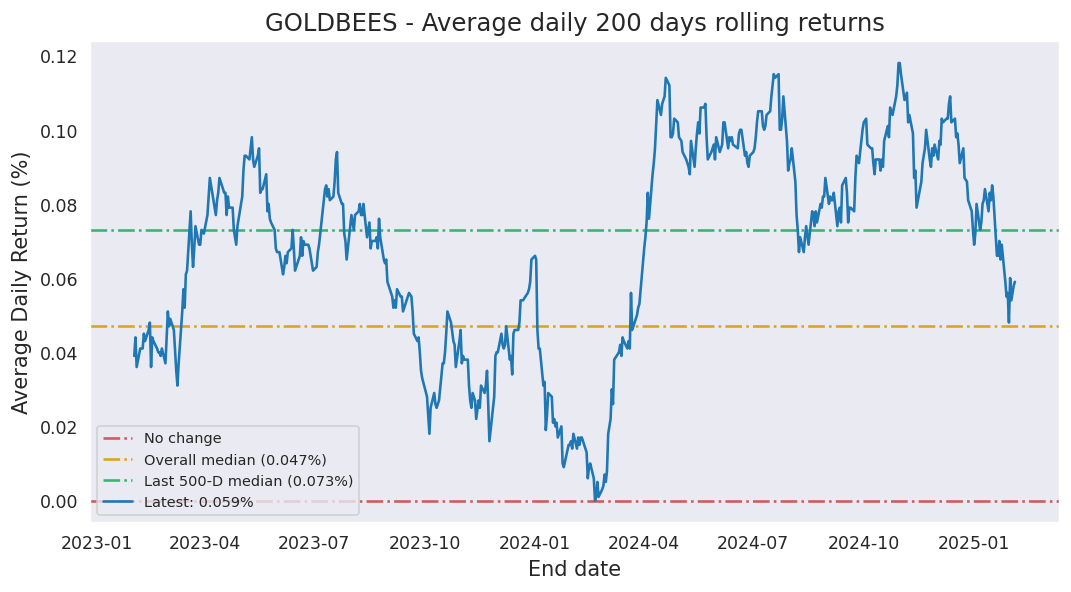 GOLDBEES - Average daily 200 days rolling returns
Average Daily Return (%)
0.12
0.10
0.08
0.06
0.04
0.02
0.00
No change
Overall median (0.047%)
Last 500-D median (0.073%)
Latest: 0.059%
2023-01 2023-04 2023-07 2023-10 2024-01 2024-04 2024-07 2024-10 2025-01
End date